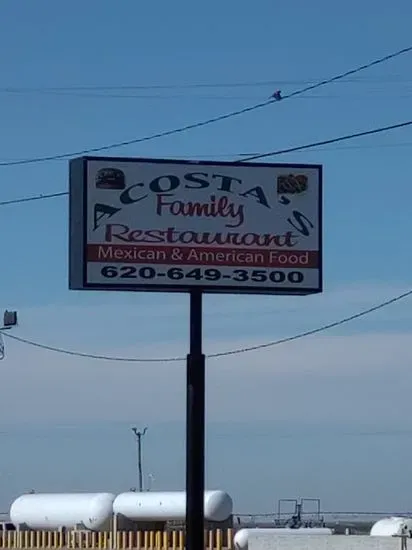 ACOSTA'S
Family
Restaurant
Mexican & American Food
620-649-3500